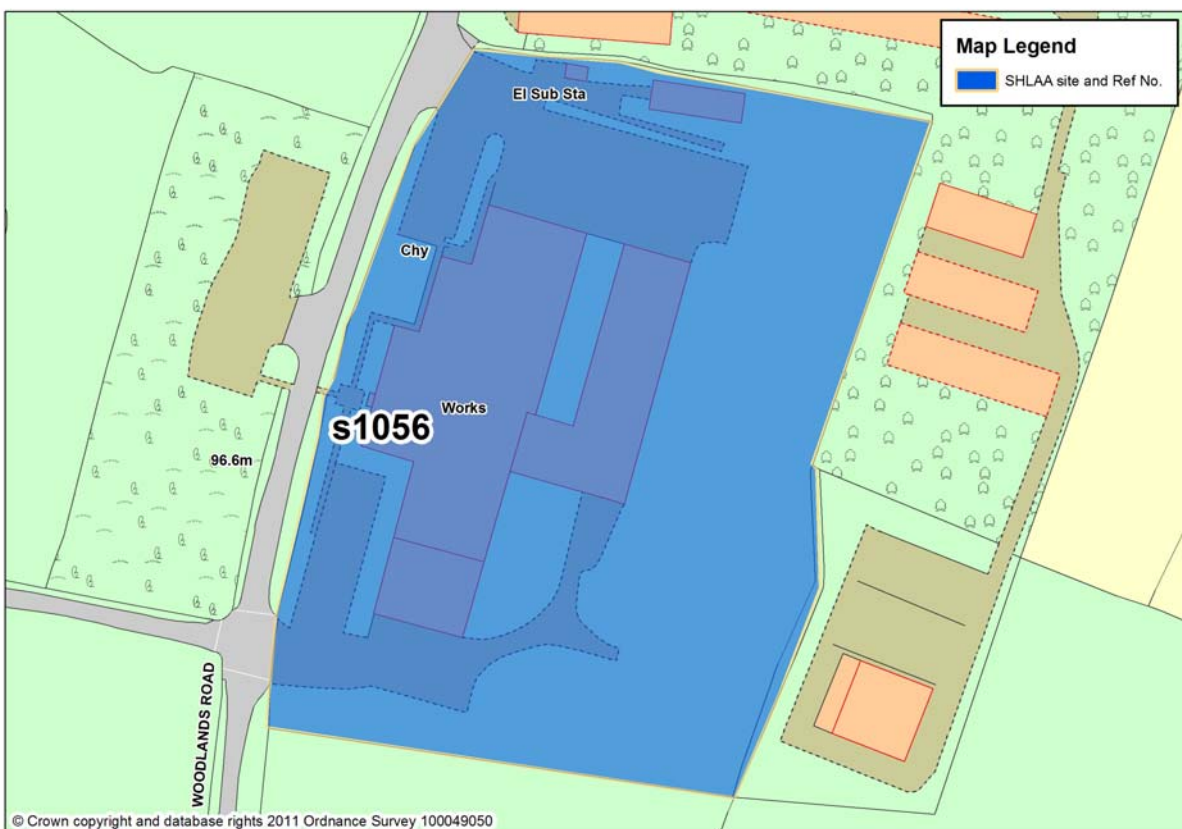 Map Legend
SHLAA site and Ref No.
El Sub Sta
Chy
Works
s1056
96.6m
WOODLANDS ROAD
© Crown copyright and database rights 2011 Ordnance Survey 100049050